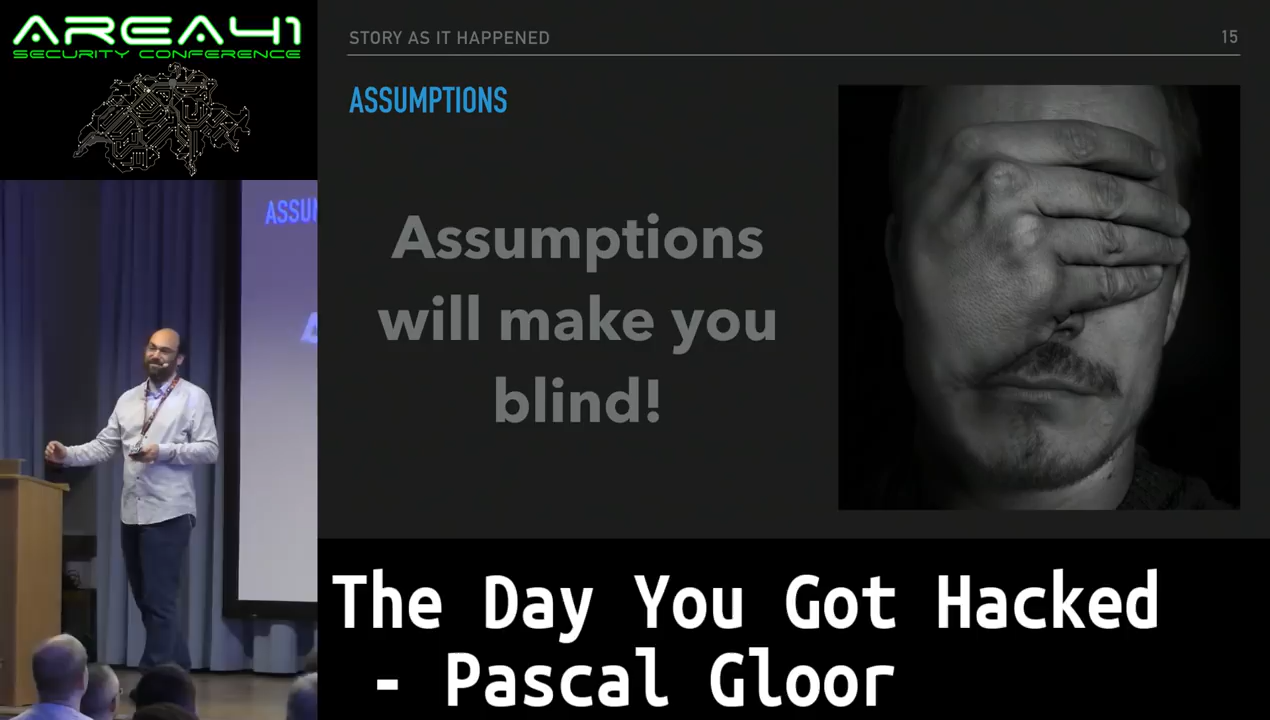 AREA41
SECURITY CONFERENCE
STORY AS IT HAPPENED
15
ASSUMPTIONS
Assumptions
will make you
blind!
ASSU
The Day You Got Hacked
- Pascal Gloor